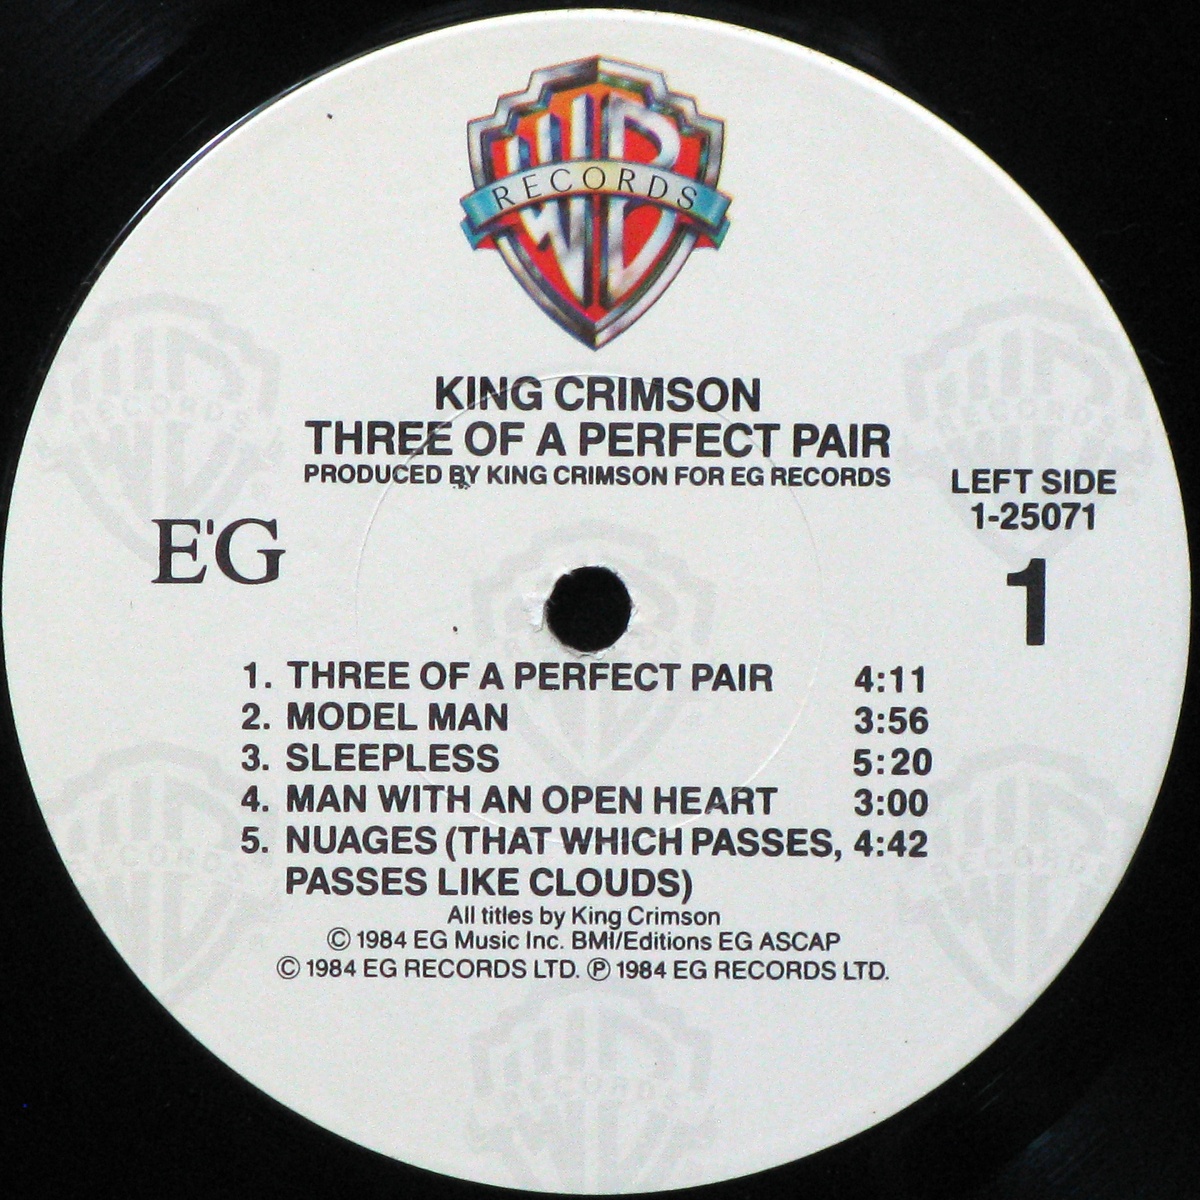 WB
RECORDS
KING CRIMSON
THREE OF A PERFECT PAIR
PRODUCED BY KING CRIMSON FOR EG RECORDS
LEFT SIDE
1-25071
E'G
1
1. THREE OF A PERFECT PAIR 4:11
2. MODEL MAN 3:56
3. SLEEPLESS 5:20
4. MAN WITH AN OPEN HEART 3:00
5. NUAGES (THAT WHICH PASSES, 4:42
PASSES LIKE CLOUDS)
All titles by King Crimson
© 1984 EG Music Inc. BMI/Editions EG ASCAP
© 1984 EG RECORDS LTD. ℗ 1984 EG RECORDS LTD.